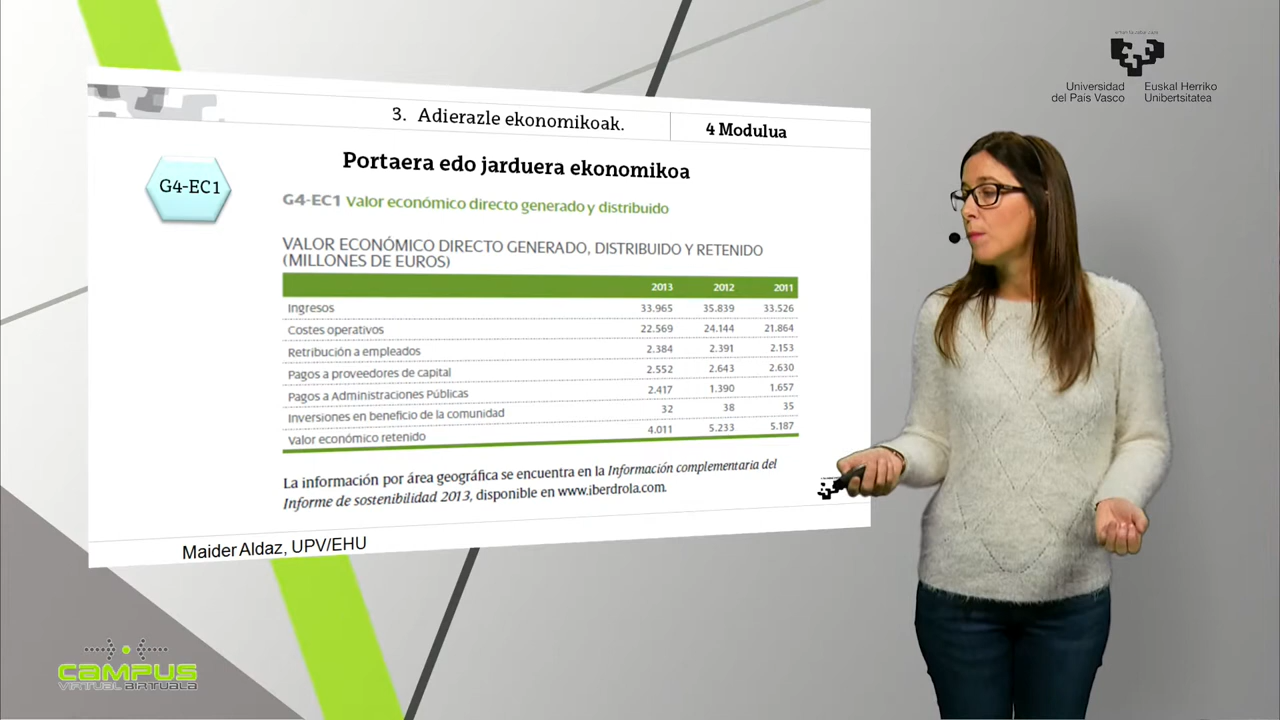 Universidad
del País Vasco
Euskal Herriko
Unibertsitatea
3. Adierazle ekonomikoak.
4 Modulua
Portaera edo jarduera ekonomikoa
G4-EC1
G4-EC1 Valor económico directo generado y distribuido
VALOR ECONÓMICO DIRECTO GENERADO, DISTRIBUIDO Y RETENIDO
(MILLONES DE EUROS)
2013 2012 2011
Ingresos 33.965 35.839 33.526
Costes operativos 22.569 24.144 21.864
Retribución a empleados 2.384 2.391 2.153
Pagos a proveedores de capital 2.552 2.643 2.630
Pagos a Administraciones Públicas 2.417 1.390 1.657
Inversiones en beneficio de la comunidad 32 38 35
Valor económico retenido 4.011 5.233 5.187
La información por área geográfica se encuentra en la Información complementaria del
Informe de sostenibilidad 2013, disponible en www.iberdrola.com.
Maider Aldaz, UPV/EHU
CAMPUS
VIRTUAL BIRTUALA